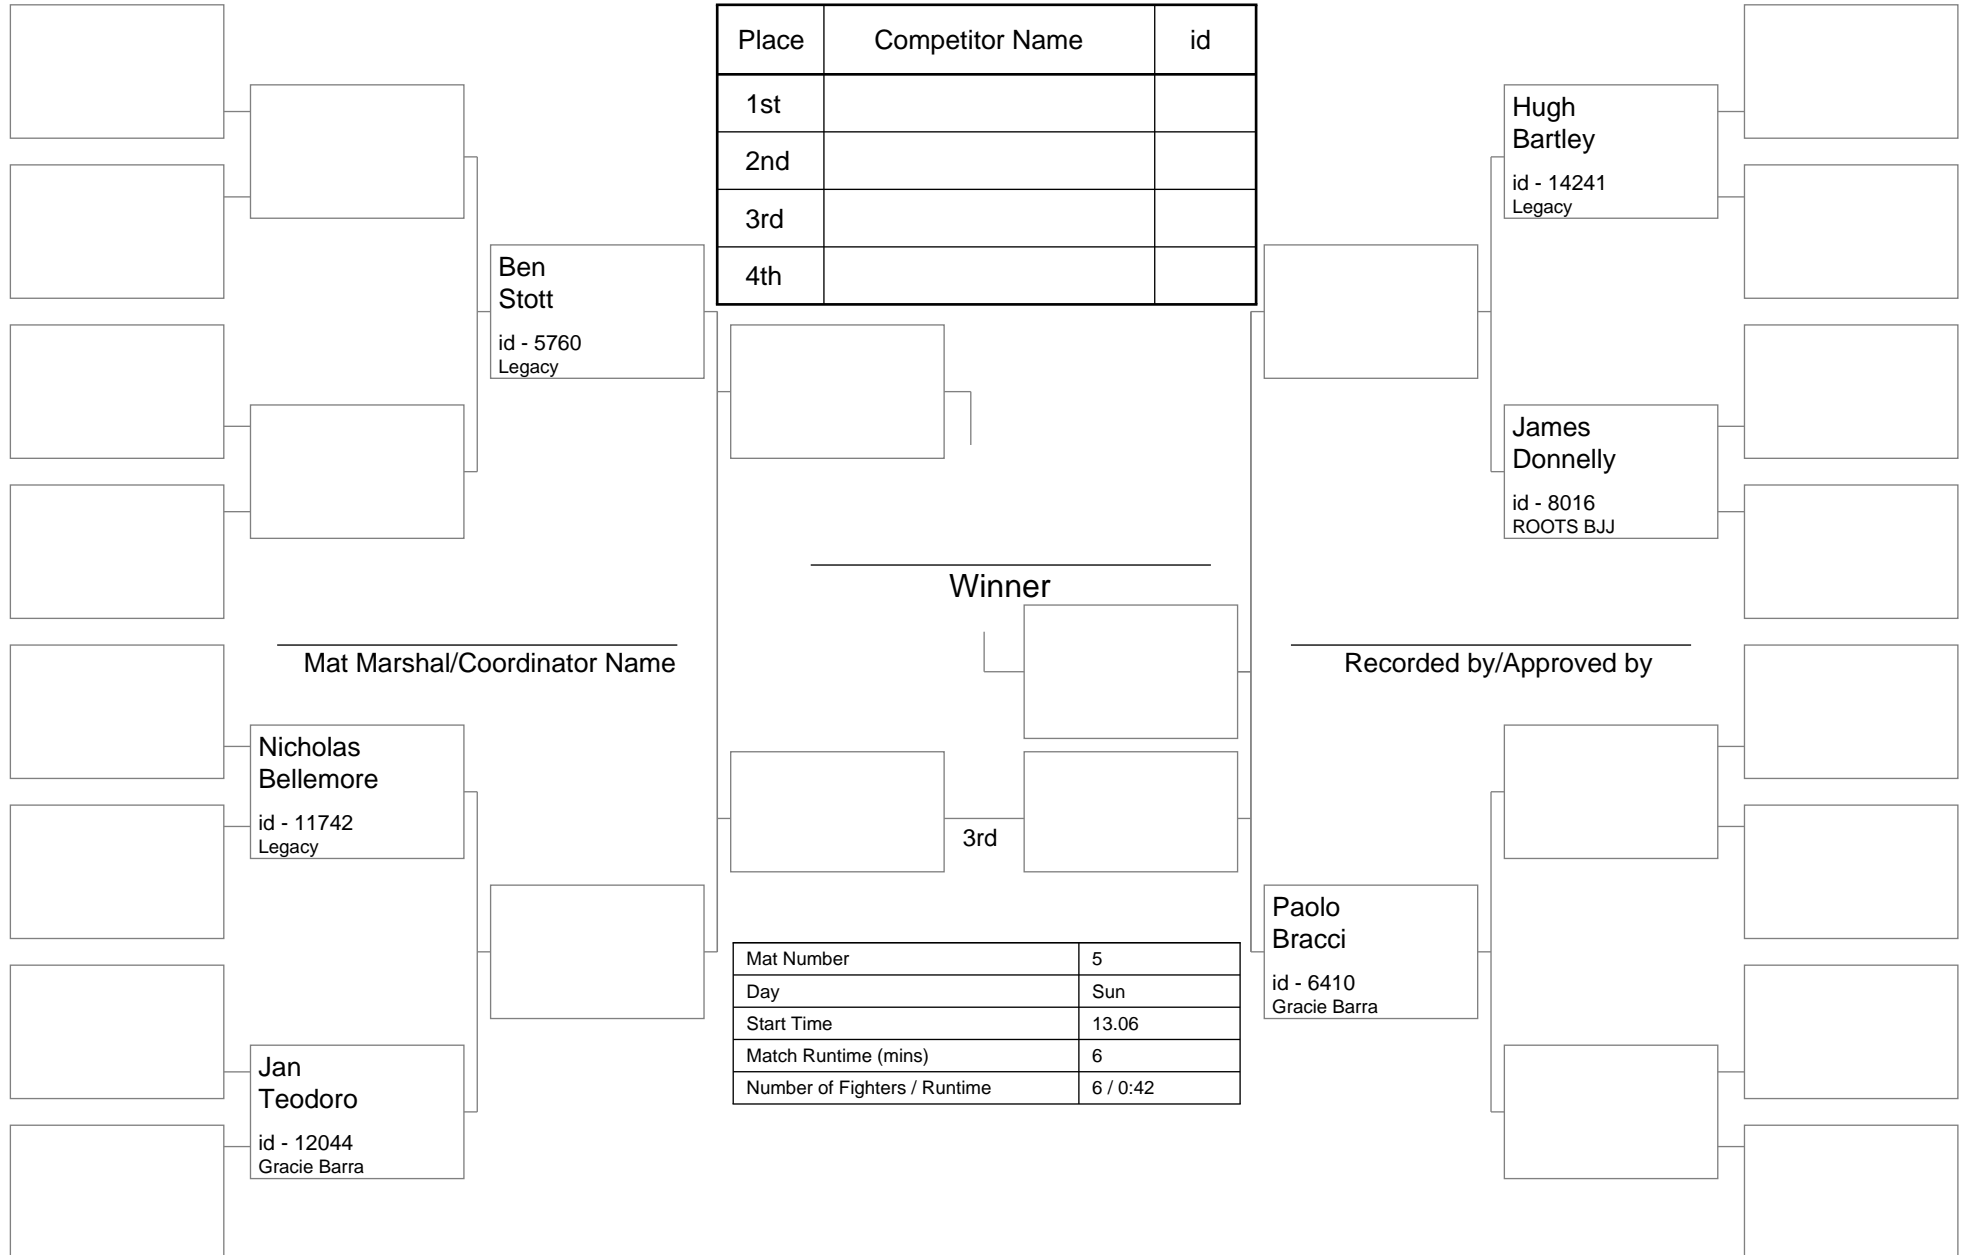 Place Competitor Name id
1st
2nd
3rd
4th
Ben
Stott
id - 5760
Legacy
Hugh
Bartley
id - 14241
Legacy
James
Donnelly
id - 8016
ROOTS BJJ
Winner
Mat Marshal/Coordinator Name
Recorded by/Approved by
Nicholas
Bellemore
id - 11742
Legacy
3rd
Jan
Teodoro
id - 12044
Gracie Barra
Paolo
Bracci
id - 6410
Gracie Barra
Mat Number 5
Day Sun
Start Time 13.06
Match Runtime (mins) 6
Number of Fighters / Runtime 6 / 0:42